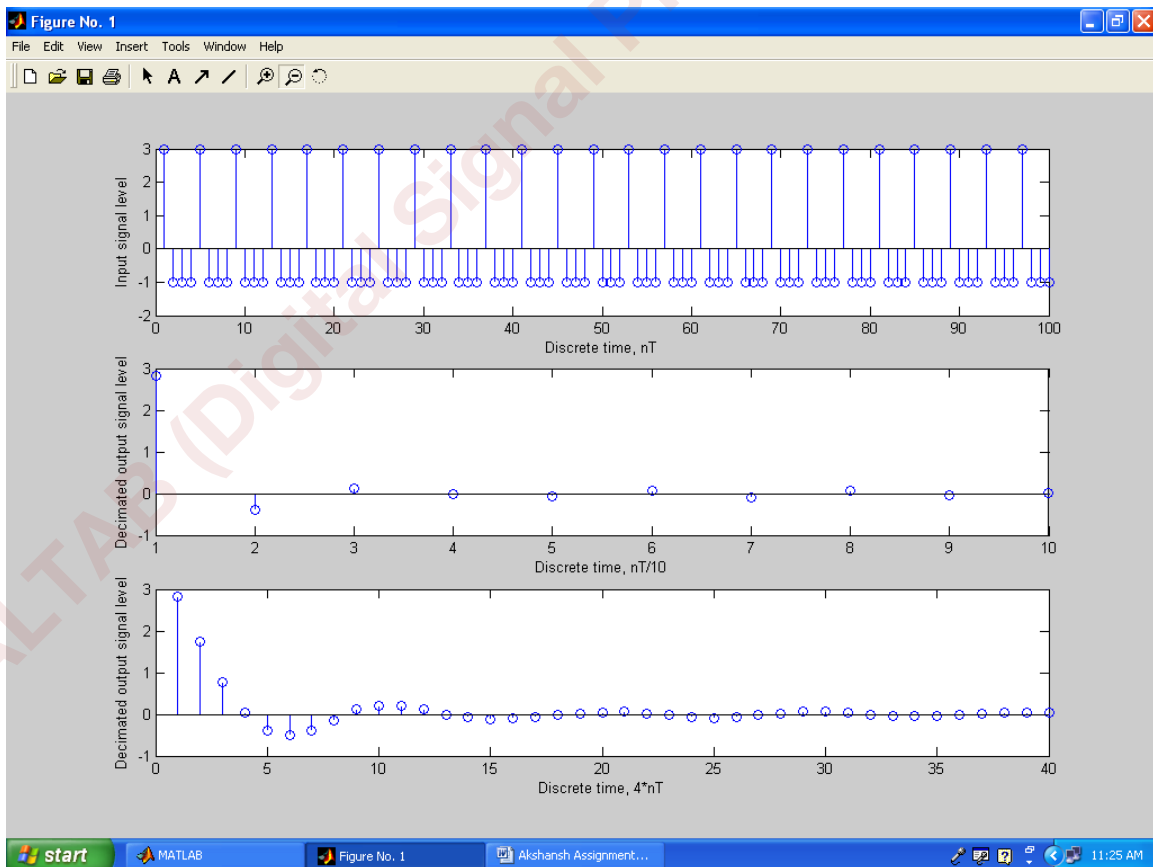 Figure No. 1
File Edit View Insert Tools Window Help
A
3
2
1
0
-1
-2
Input signal level
0 10 20 30 40 50 60 70 80 90 100
Discrete time, nT
3
2
1
0
-1
Decimated output signal level
1 2 3 4 5 6 7 8 9 10
Discrete time, nT/10
3
2
1
0
-1
Decimated output signal level
0 5 10 15 20 25 30 35 40
Discrete time, 4*nT
ALTAB (Digital Signal P
start MATLAB Figure No. 1 Akshansh Assignment... 11:25 AM